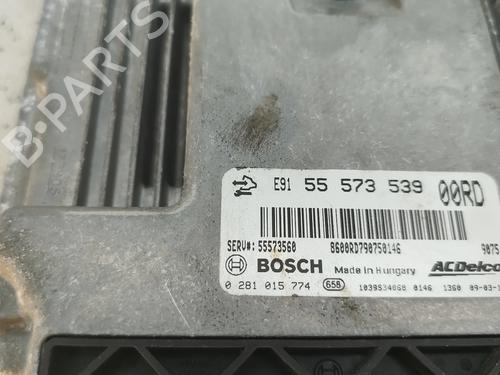 B-PARTS
E91 55 573 539 00RD
SERV#: 55573560 8600RD790750146 9075
BOSCH Made in Hungary ACDelco
0 281 015 774 658 1039S34068 0146 1360 09-03-1